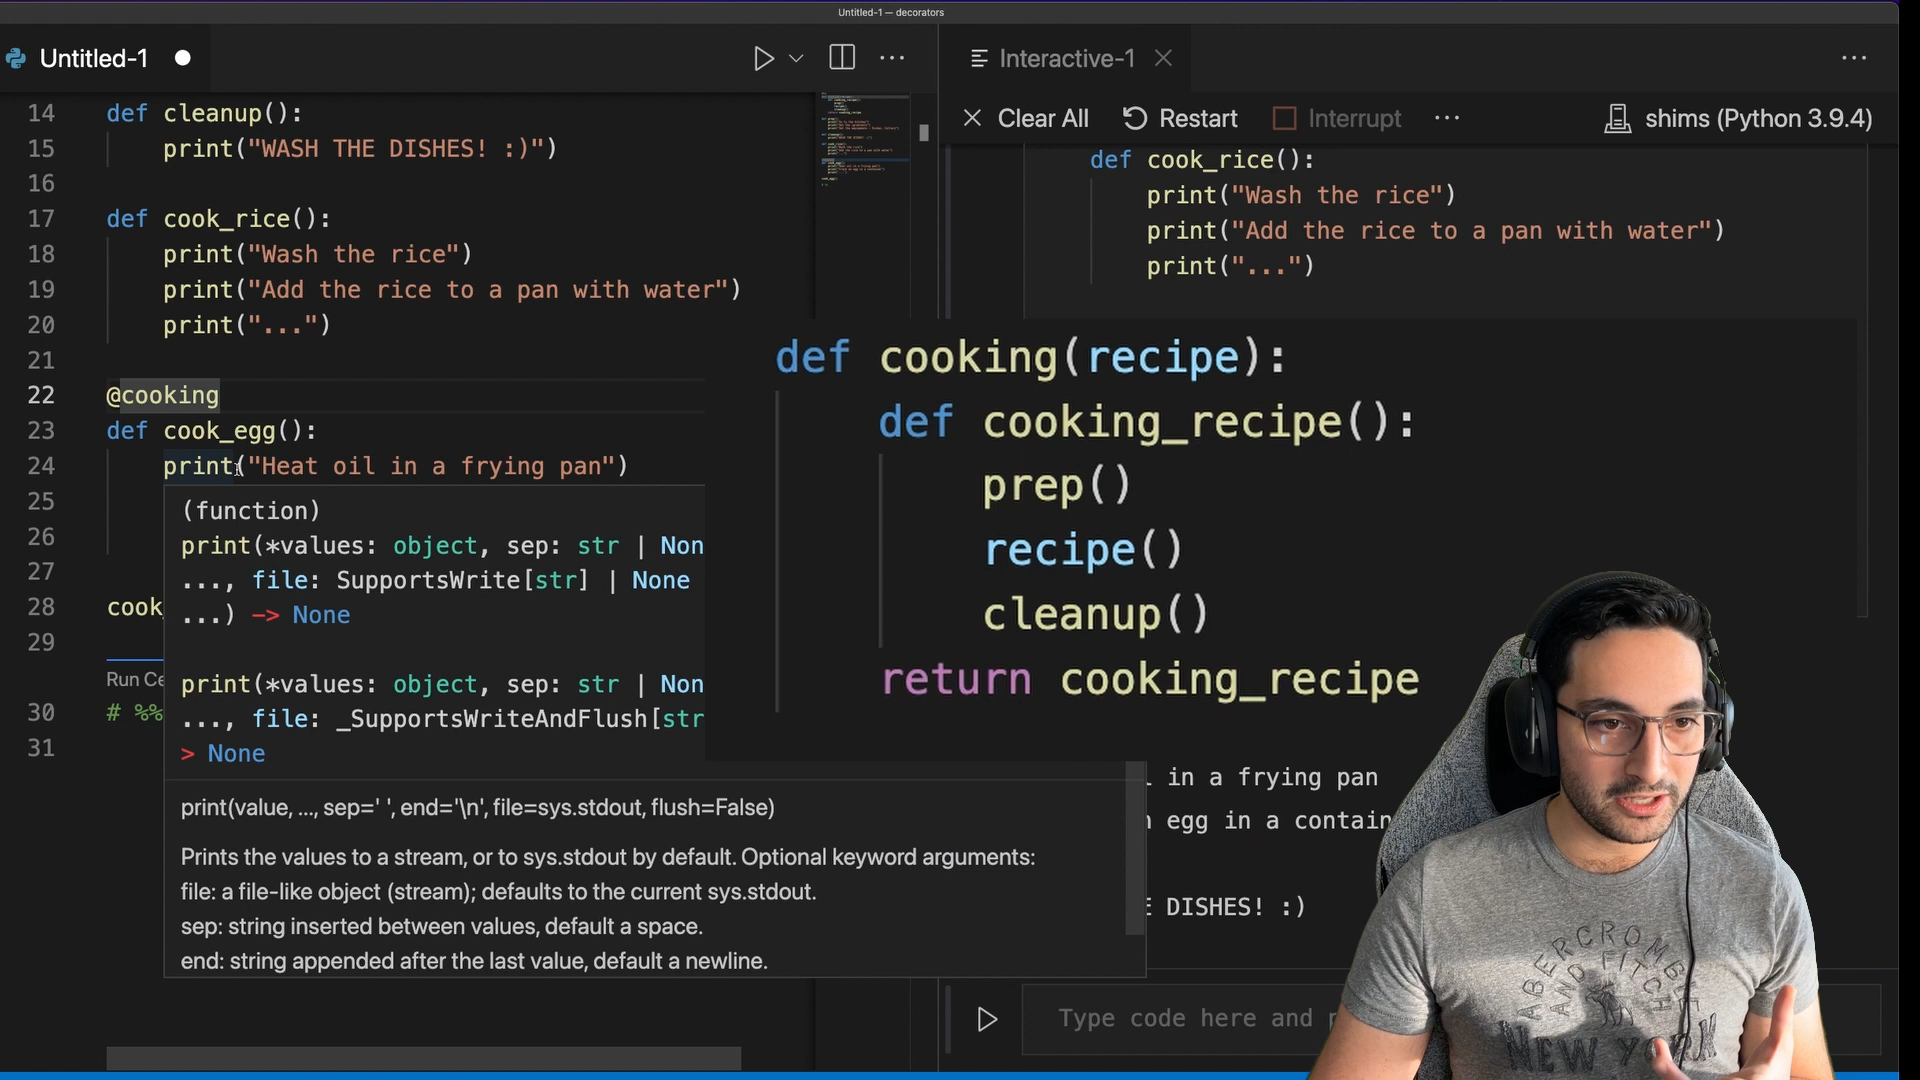 Untitled-1 — decorators
Untitled-1
14 def cleanup():
15 print("WASH THE DISHES! :)")
16
17 def cook_rice():
18 print("Wash the rice")
19 print("Add the rice to a pan with water")
20 print("...")
21
22 @cooking
23 def cook_egg():
24 print("Heat oil in a frying pan")
25
26
27
28 cook_
29
Run Ce
30 # %%
31
(function)
print(*values: object, sep: str | Non
..., file: SupportsWrite[str] | None
...) -> None
print(*values: object, sep: str | Non
..., file: _SupportsWriteAndFlush[str
> None
print(value, ..., sep=' ', end='\n', file=sys.stdout, flush=False)
Prints the values to a stream, or to sys.stdout by default. Optional keyword arguments:
file: a file-like object (stream); defaults to the current sys.stdout.
sep: string inserted between values, default a space.
end: string appended after the last value, default a newline.
Interactive-1
Clear All Restart Interrupt ... shims (Python 3.9.4)
def cook_rice():
print("Wash the rice")
print("Add the rice to a pan with water")
print("...")
def cooking(recipe):
def cooking_recipe():
prep()
recipe()
cleanup()
return cooking_recipe
in a frying pan
egg in a contain
DISHES! :)
Type code here and
ABERCROMBIE
AND FITCH
NEW YORK